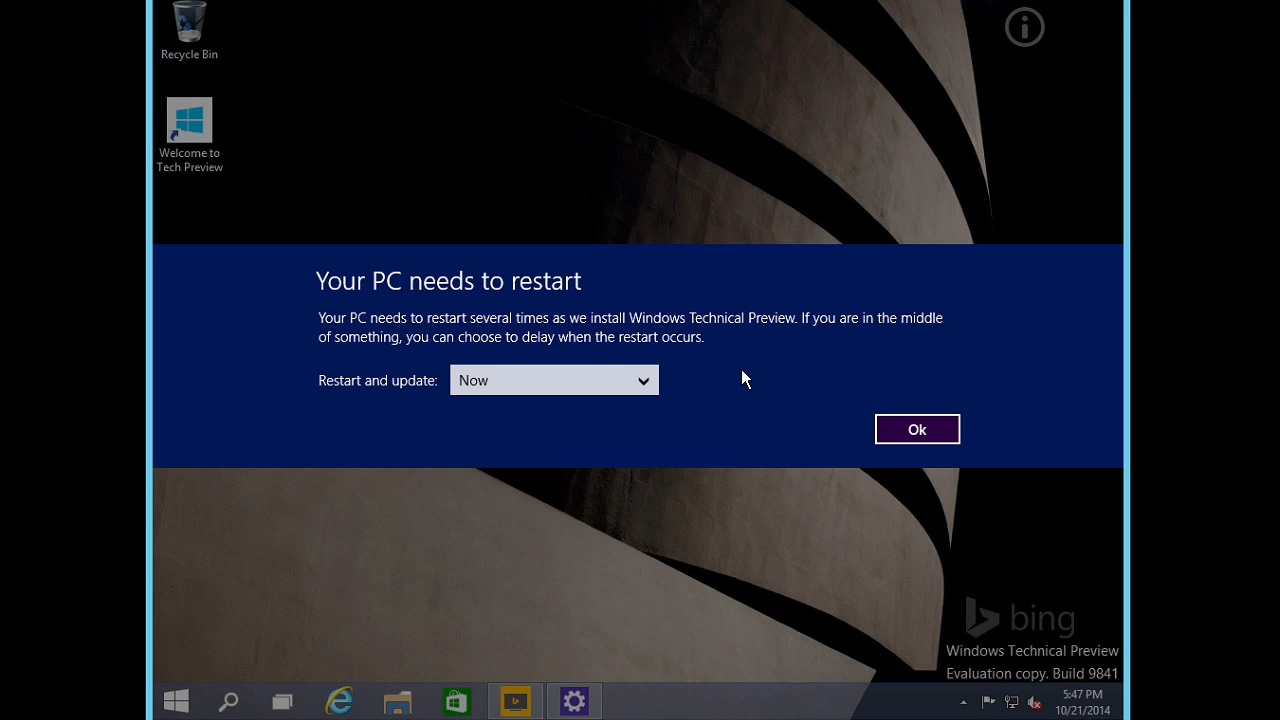 Recycle Bin
Welcome to
Tech Preview
Your PC needs to restart
Your PC needs to restart several times as we install Windows Technical Preview. If you are in the middle
of something, you can choose to delay when the restart occurs.
Restart and update: Now
Ok
bing
Windows Technical Preview
Evaluation copy. Build 9841
5:47 PM
10/21/2014